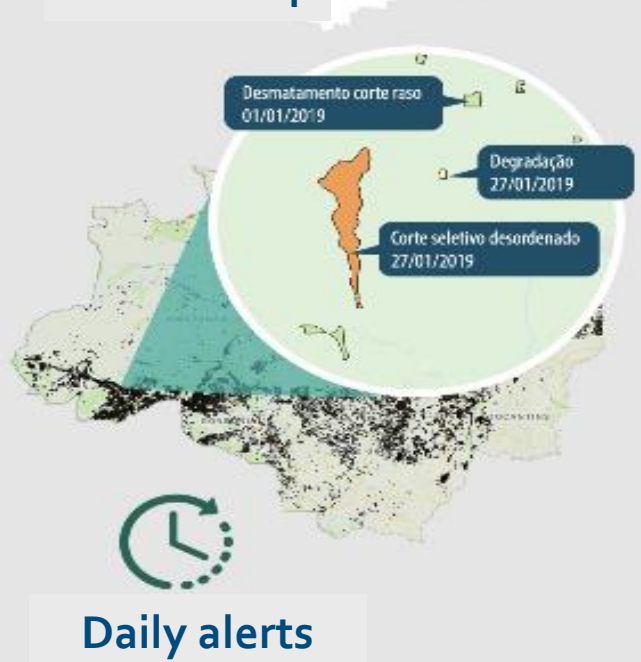 Desmatamento corte raso
01/01/2019
Degradação
27/01/2019
Corte seletivo desordenado
27/01/2019
Daily alerts